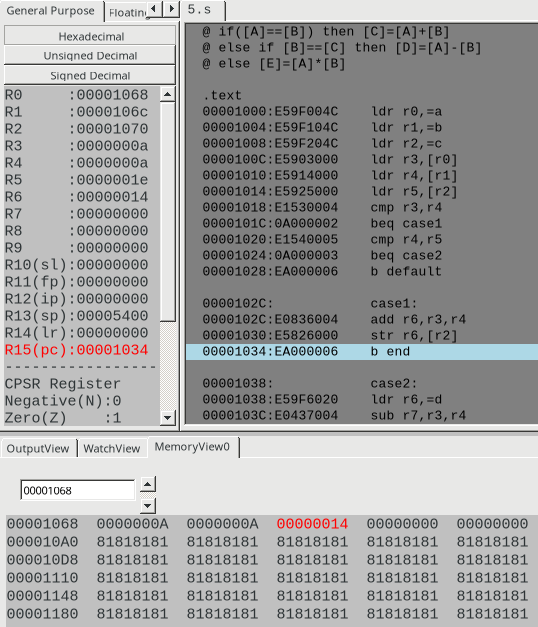 General Purpose Floating
Hexadecimal
Unsigned Decimal
Signed Decimal
R0 :00001068
R1 :0000106c
R2 :00001070
R3 :0000000a
R4 :0000000a
R5 :0000001e
R6 :00000014
R7 :00000000
R8 :00000000
R9 :00000000
R10(sl):00000000
R11(fp):00000000
R12(ip):00000000
R13(sp):00005400
R14(lr):00000000
R15(pc):00001034
------------------
CPSR Register
Negative(N):0
Zero(Z) :1
5.s
@ if([A]==[B]) then [C]=[A]+[B]
@ else if [B]==[C] then [D]=[A]-[B]
@ else [E]=[A]*[B]
.text
00001000:E59F004C ldr r0,=a
00001004:E59F104C ldr r1,=b
00001008:E59F204C ldr r2,=c
0000100C:E5903000 ldr r3,[r0]
00001010:E5914000 ldr r4,[r1]
00001014:E5925000 ldr r5,[r2]
00001018:E1530004 cmp r3,r4
0000101C:0A000002 beq case1
00001020:E1540005 cmp r4,r5
00001024:0A000003 beq case2
00001028:EA000006 b default
0000102C: case1:
0000102C:E0836004 add r6,r3,r4
00001030:E5826000 str r6,[r2]
00001034:EA000006 b end
00001038: case2:
00001038:E59F6020 ldr r6,=d
0000103C:E0437004 sub r7,r3,r4
OutputView WatchView MemoryView0
00001068
00001068 0000000A 0000000A 00000014 00000000 00000000
000010A0 81818181 81818181 81818181 81818181 81818181
000010D8 81818181 81818181 81818181 81818181 81818181
00001110 81818181 81818181 81818181 81818181 81818181
00001148 81818181 81818181 81818181 81818181 81818181
00001180 81818181 81818181 81818181 81818181 81818181